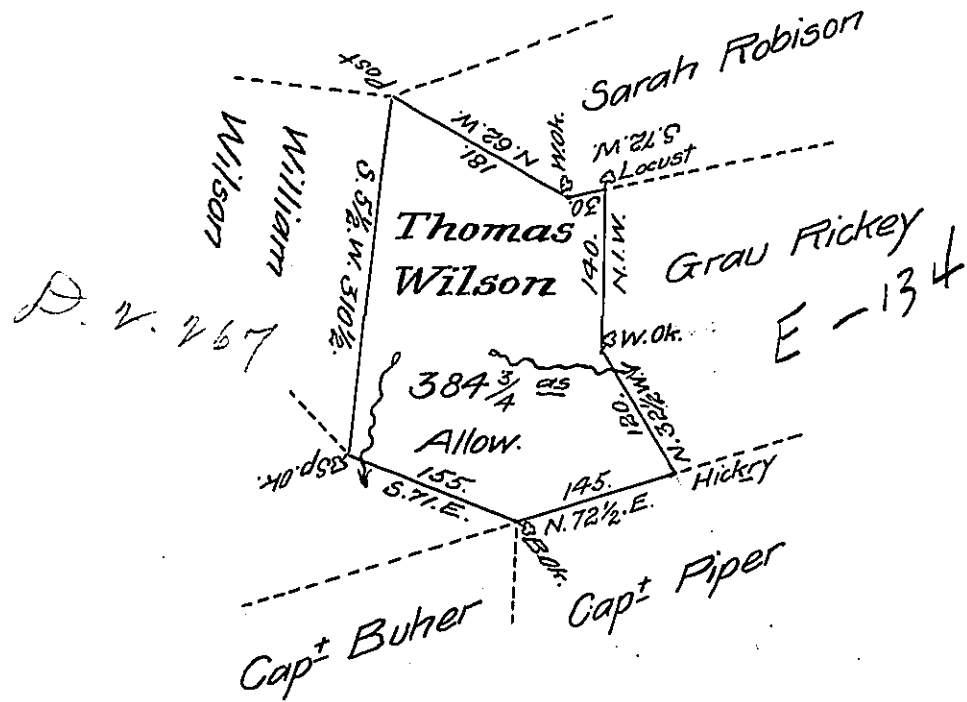 Sarah Robison
Post
N. 62. W.
181.
W.Ok.
S. 72. W.
30.
Locust
William
Wilson
S. 5½. W. 310½.
Thomas
Wilson
N 1 W.
140.
Grau Rickey
D. 2. 267
E - 134
W.Ok.
384 3/4 as
Allow.
N. 32½ W.
120.
Sp.Ok.
155.
S. 71. E.
145.
N. 72½. E.
Hickry
B.Ok.
Capt Buher
Capt Piper